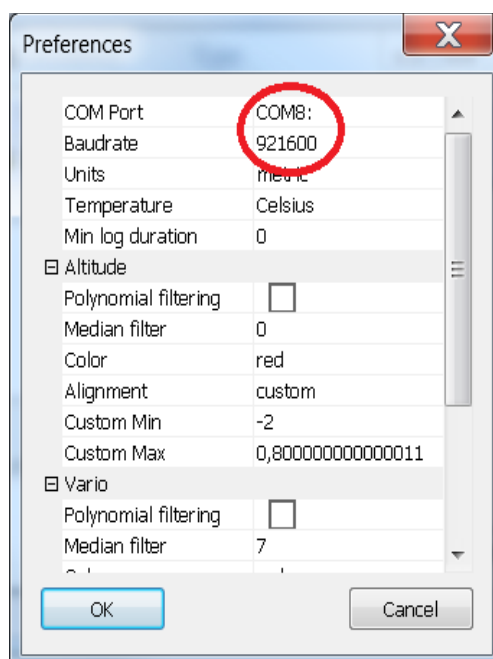 Preferences
COM Port COM8:
Baudrate 921600
Units metric
Temperature Celsius
Min log duration 0
Altitude
Polynomial filtering
Median filter 0
Color red
Alignment custom
Custom Min -2
Custom Max 0,800000000000011
Vario
Polynomial filtering
Median filter 7
OK Cancel